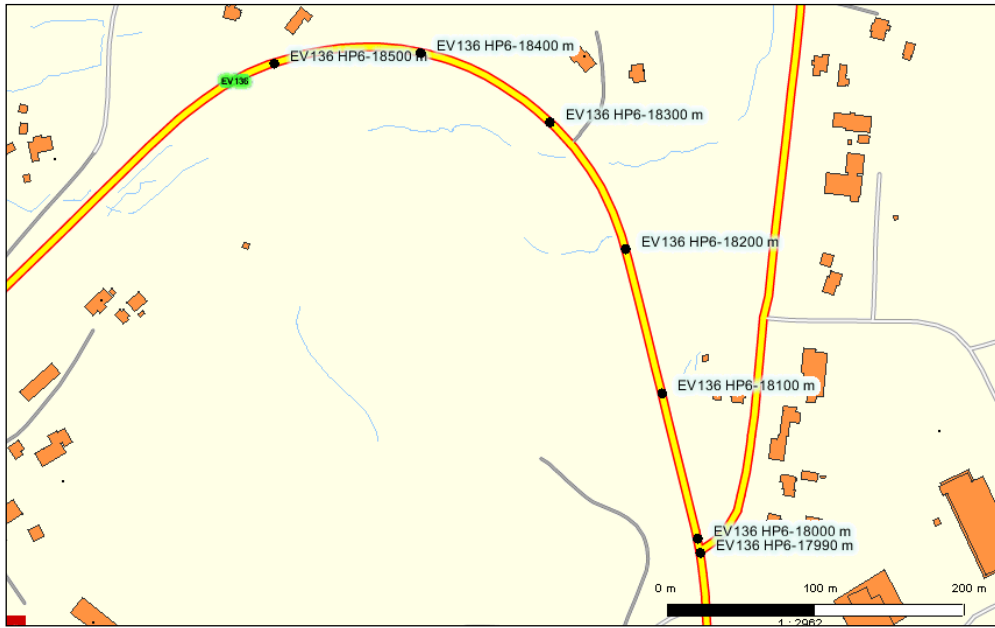 EV136 HP6-18400 m
EV136 HP6-18500 m
EV136
EV136 HP6-18300 m
EV136 HP6-18200 m
EV136 HP6-18100 m
EV136 HP6-18000 m
EV136 HP6-17990 m
0 m 100 m 200 m
1 : 2962